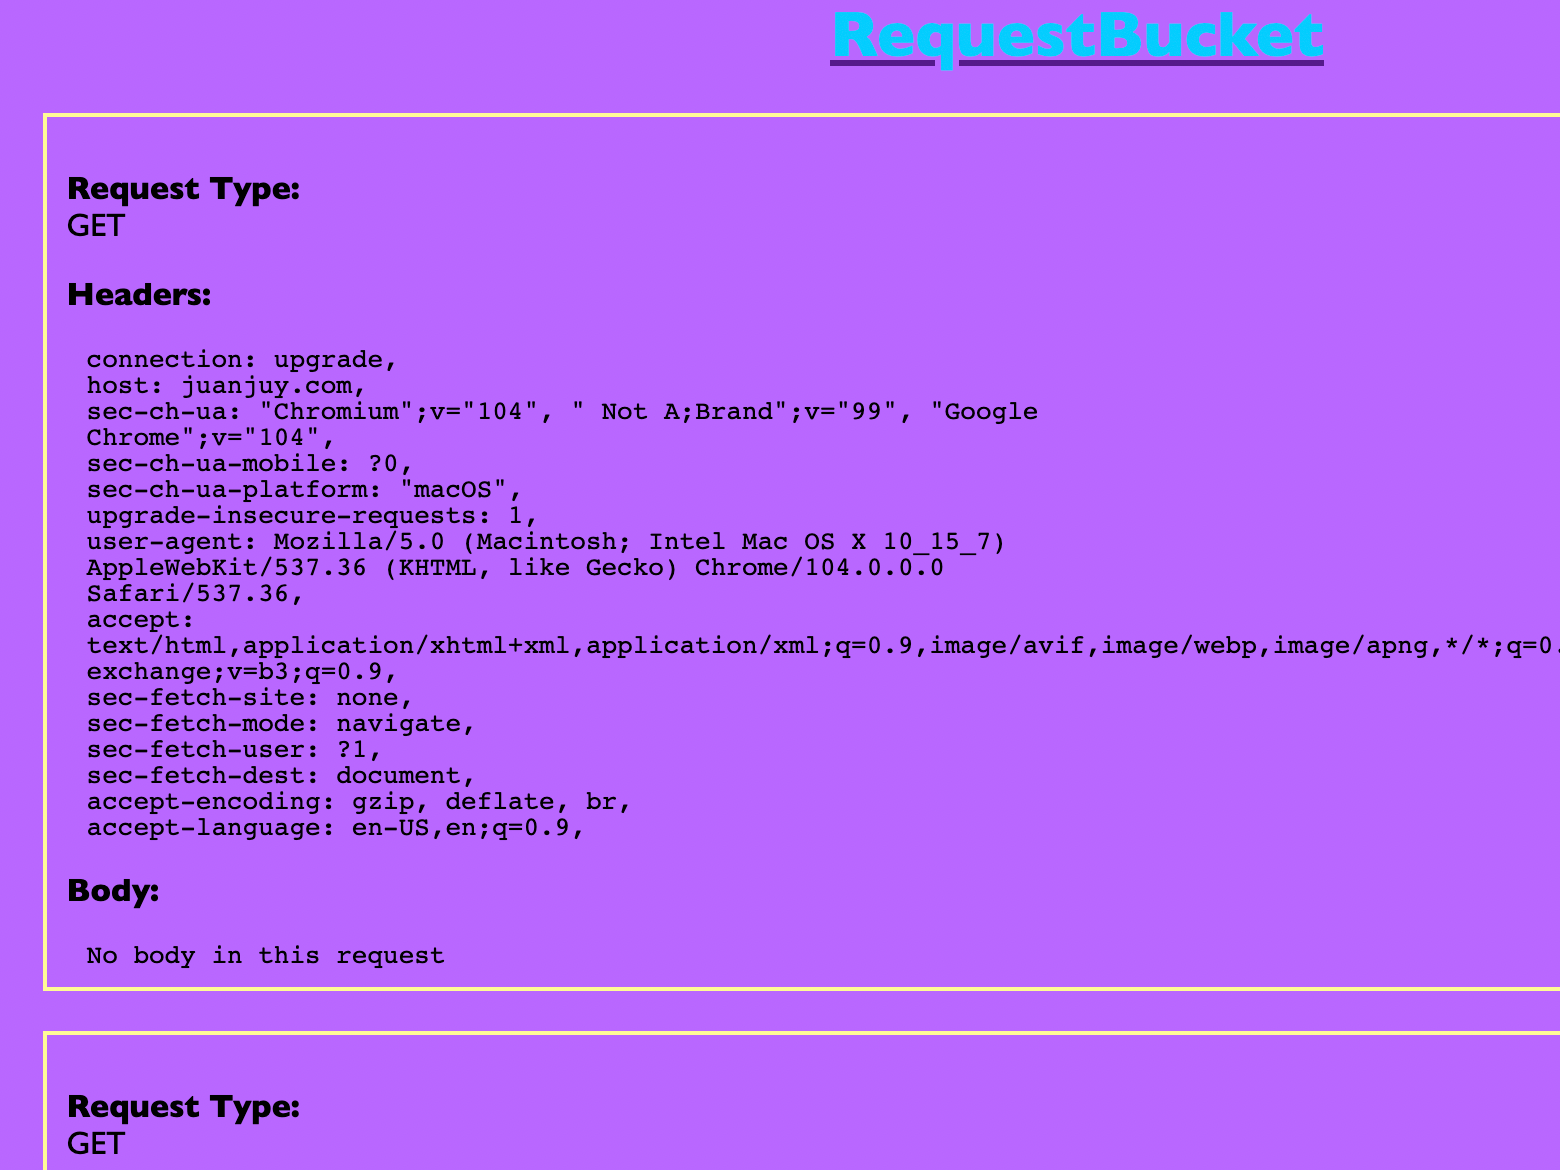 RequestBucket
Request Type:
GET
Headers:
connection: upgrade,
host: juanjuy.com,
sec-ch-ua: "Chromium";v="104", " Not A;Brand";v="99", "Google
Chrome";v="104",
sec-ch-ua-mobile: ?0,
sec-ch-ua-platform: "macOS",
upgrade-insecure-requests: 1,
user-agent: Mozilla/5.0 (Macintosh; Intel Mac OS X 10_15_7)
AppleWebKit/537.36 (KHTML, like Gecko) Chrome/104.0.0.0
Safari/537.36,
accept:
text/html,application/xhtml+xml,application/xml;q=0.9,image/avif,image/webp,image/apng,*/*;q=0.
exchange;v=b3;q=0.9,
sec-fetch-site: none,
sec-fetch-mode: navigate,
sec-fetch-user: ?1,
sec-fetch-dest: document,
accept-encoding: gzip, deflate, br,
accept-language: en-US,en;q=0.9,
Body:
No body in this request
Request Type:
GET